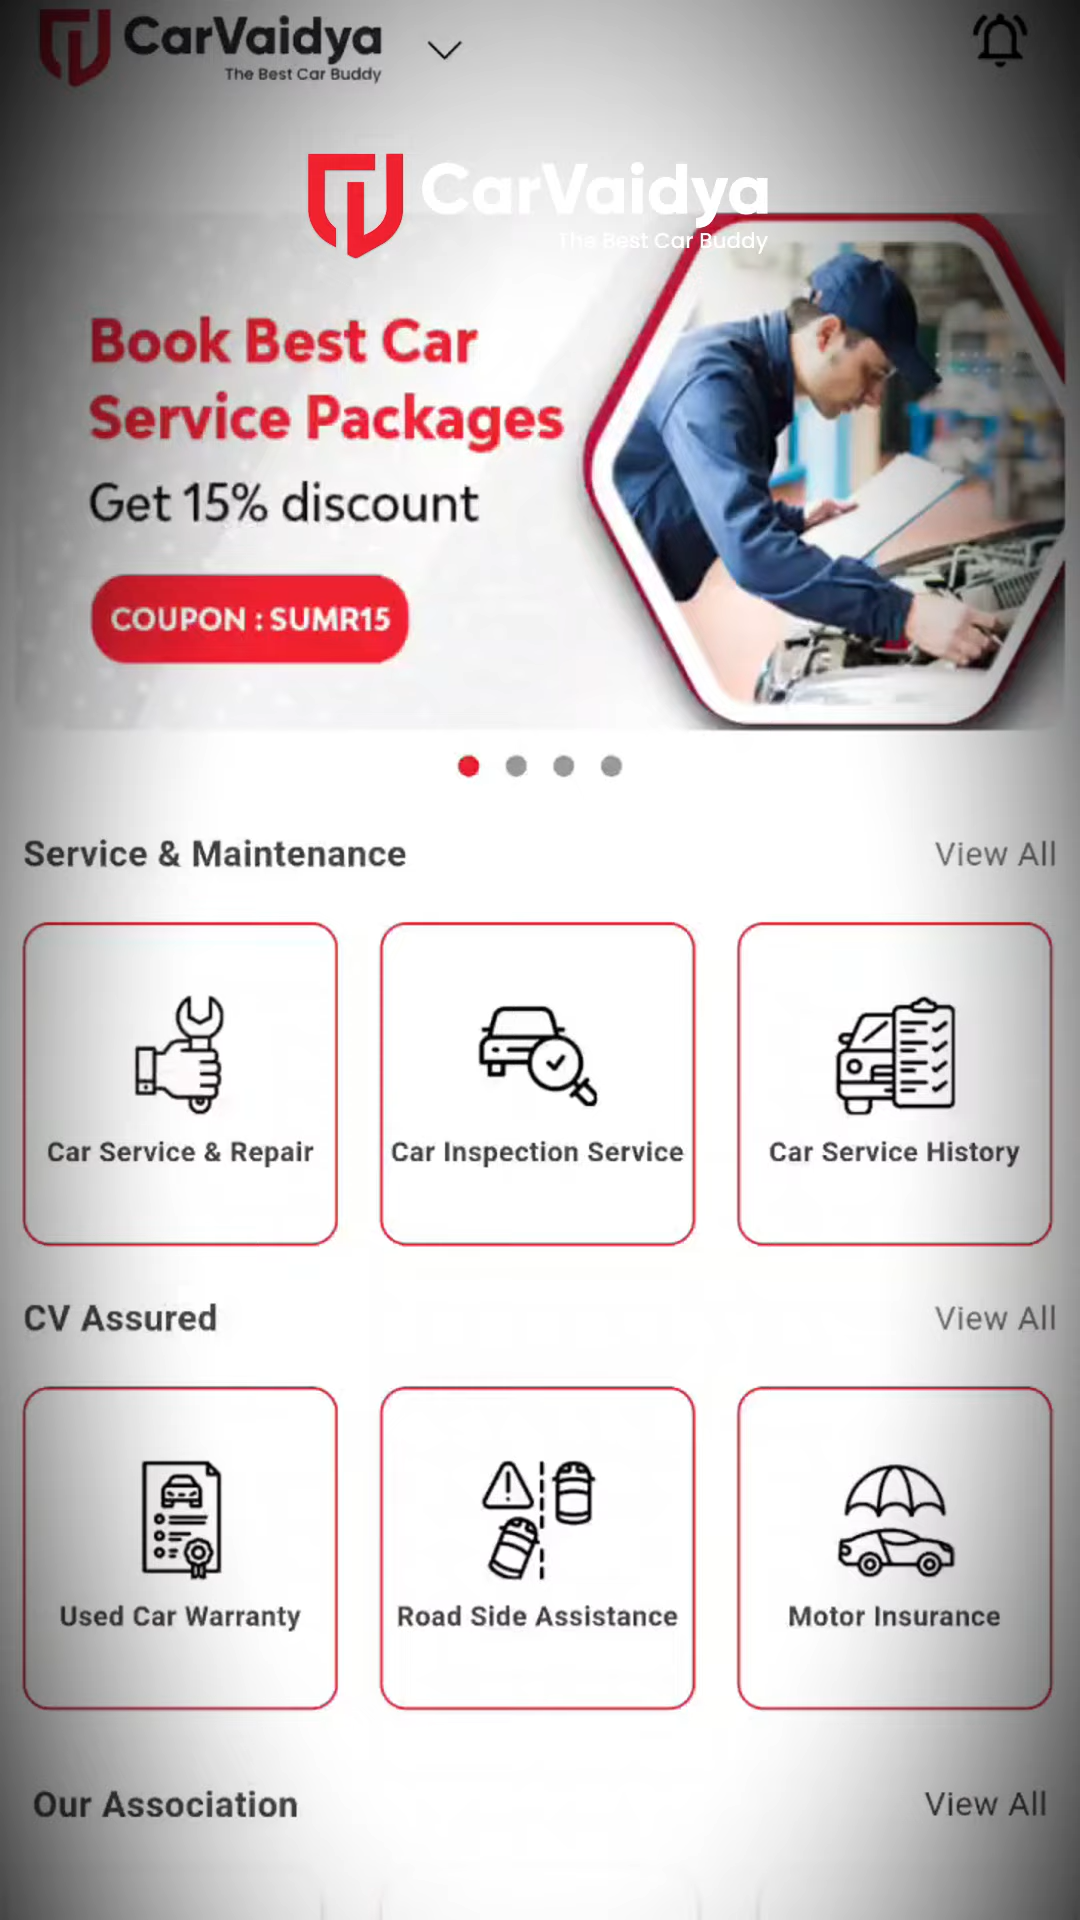 CarVaidya
The Best Car Buddy
CarVaidya
The Best Car Buddy
Book Best Car
Service Packages
Get 15% discount
COUPON : SUMR15
Service & Maintenance
View All
Car Service & Repair
Car Inspection Service
Car Service History
CV Assured
View All
Used Car Warranty
Road Side Assistance
Motor Insurance
Our Association
View All